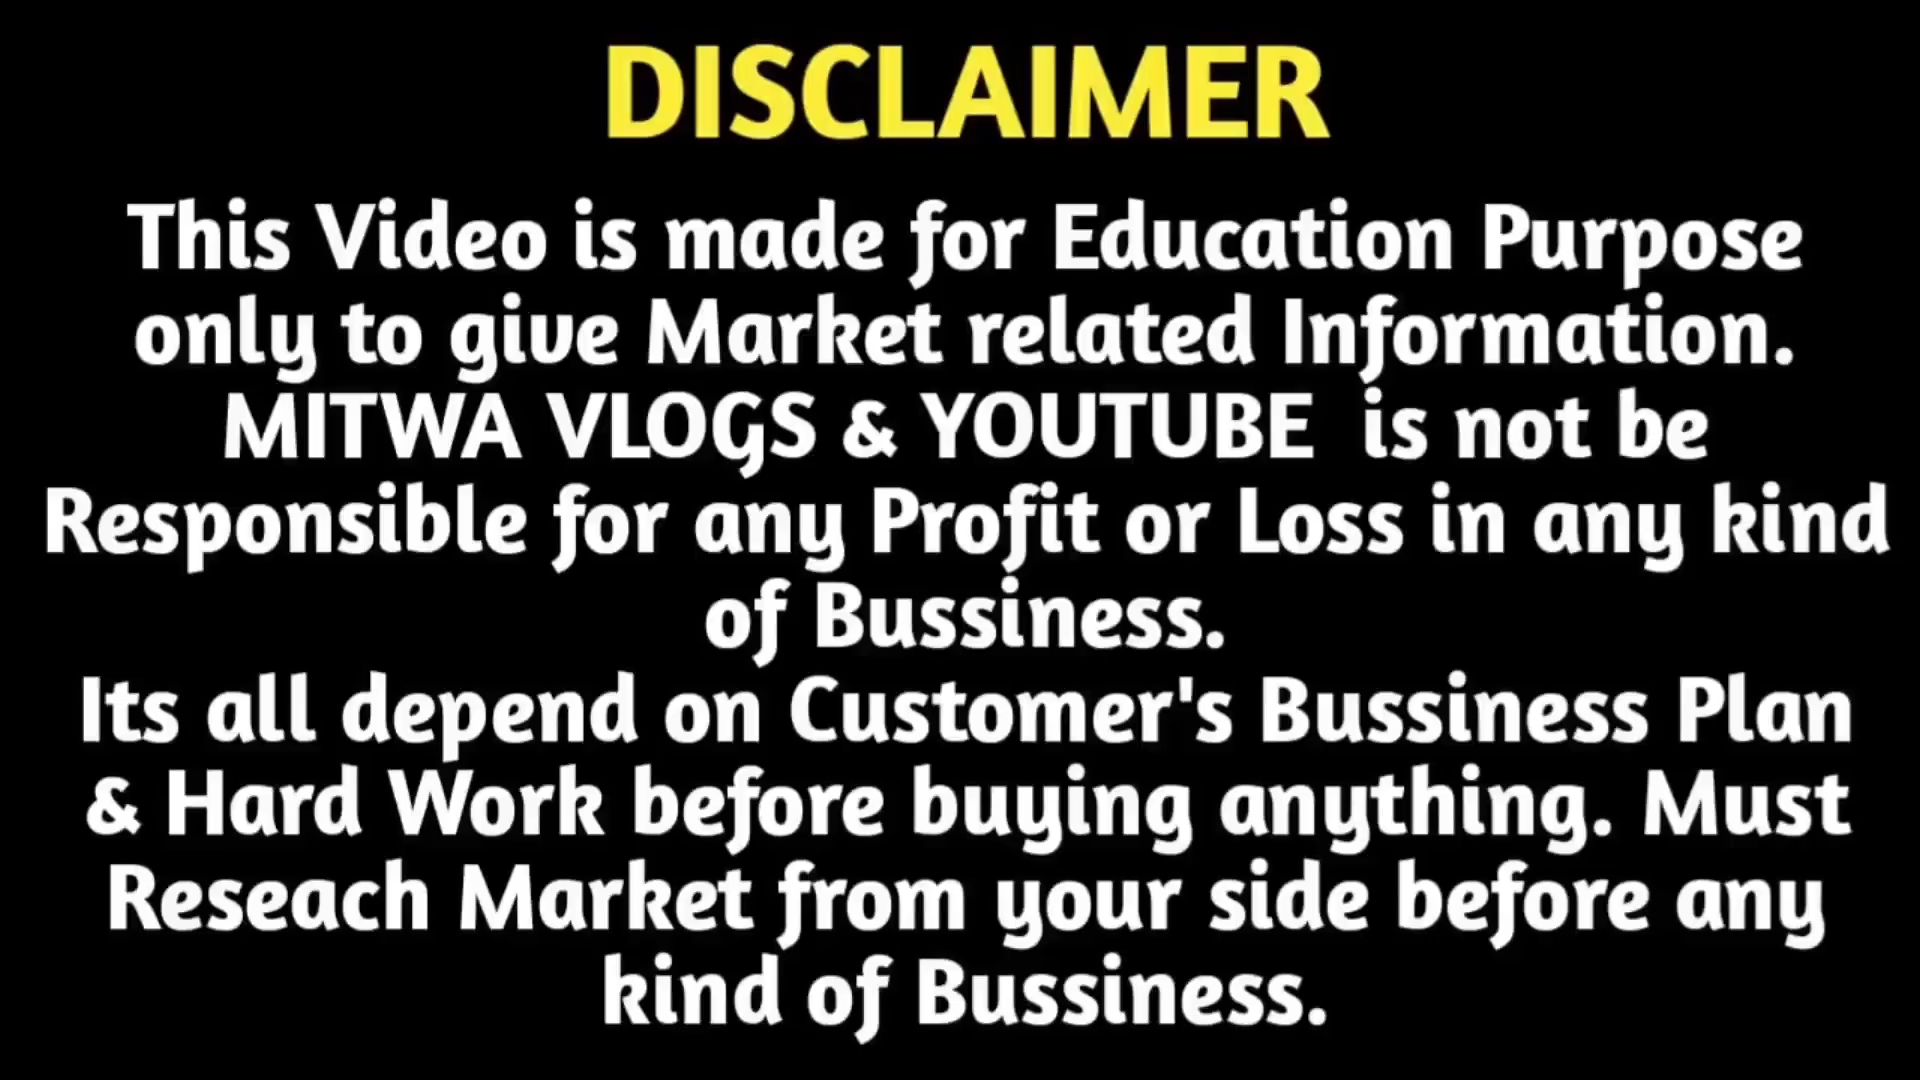 DISCLAIMER
This Video is made for Education Purpose
only to give Market related Information.
MITWA VLOGS & YOUTUBE  is not be
Responsible for any Profit or Loss in any kind
of Bussiness.
Its all depend on Customer's Bussiness Plan
& Hard Work before buying anything. Must
Reseach Market from your side before any
kind of Bussiness.